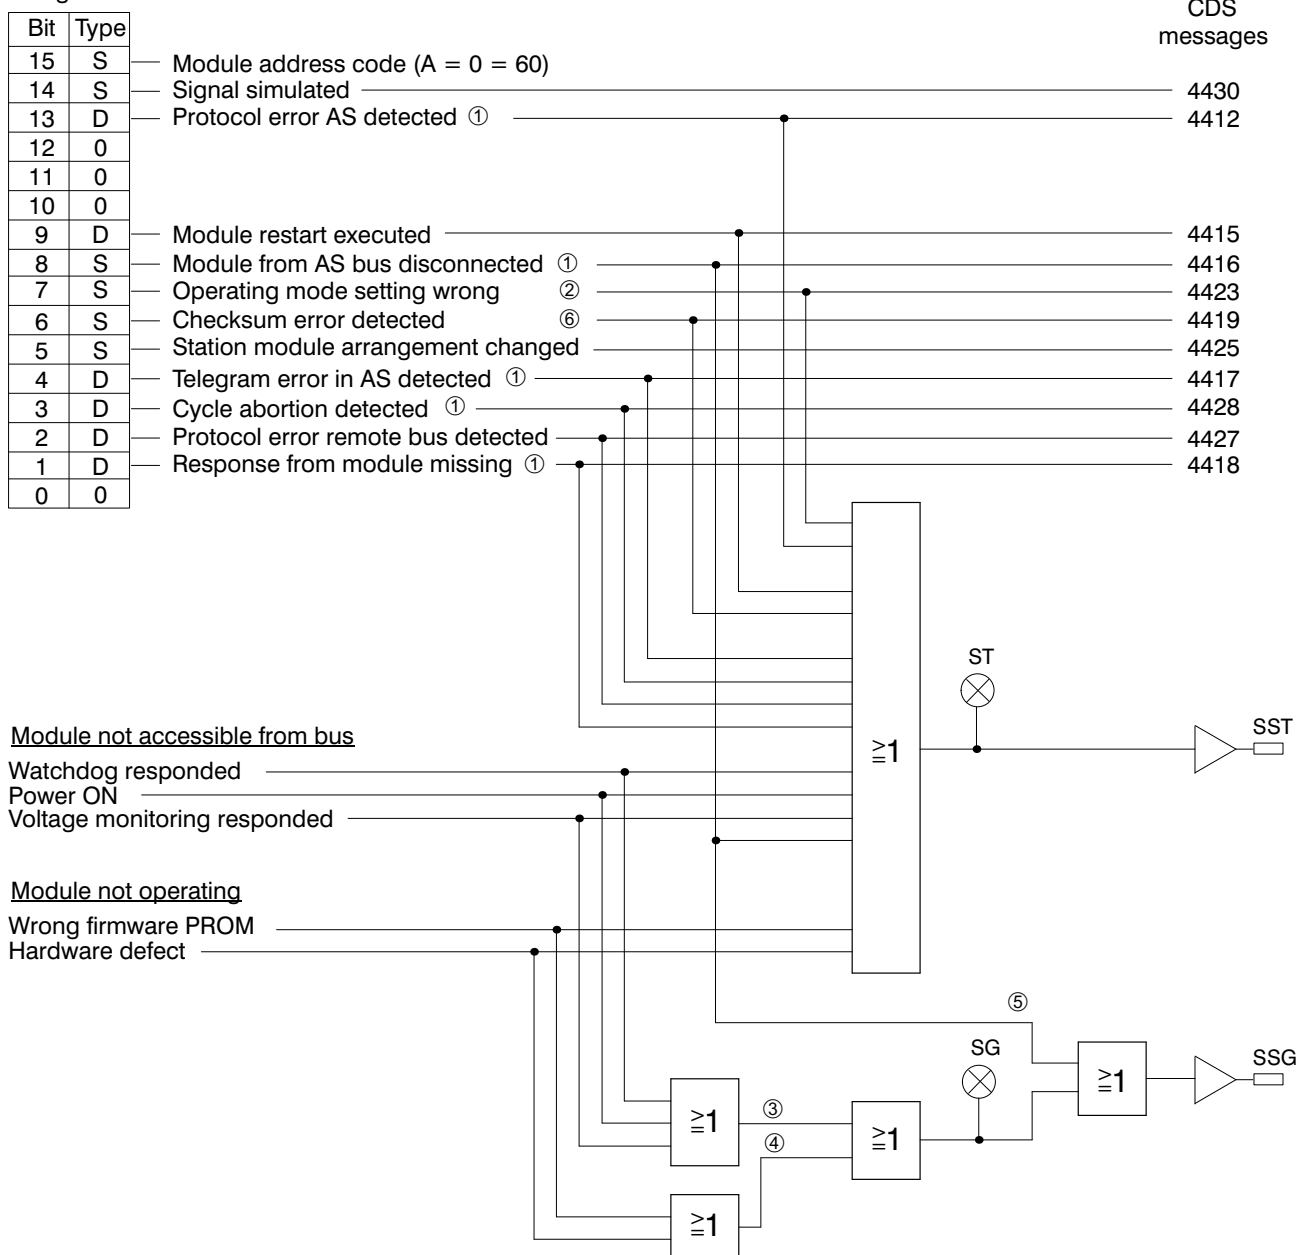 CDS
messages
Bit Type
15 S Module address code (A = 0 = 60)
14 S Signal simulated 4430
13 D Protocol error AS detected ① 4412
12 0
11 0
10 0
9 D Module restart executed 4415
8 S Module from AS bus disconnected ① 4416
7 S Operating mode setting wrong ② 4423
6 S Checksum error detected ⑥ 4419
5 S Station module arrangement changed 4425
4 D Telegram error in AS detected ① 4417
3 D Cycle abortion detected ① 4428
2 D Protocol error remote bus detected 4427
1 D Response from module missing ① 4418
0 0
ST
SST
Module not accessible from bus
≥1
Watchdog responded
Power ON
Voltage monitoring responded
Module not operating
Wrong firmware PROM
Hardware defect
⑤
SG
SSG
≥1
③
≥1
≥1
④
≥1